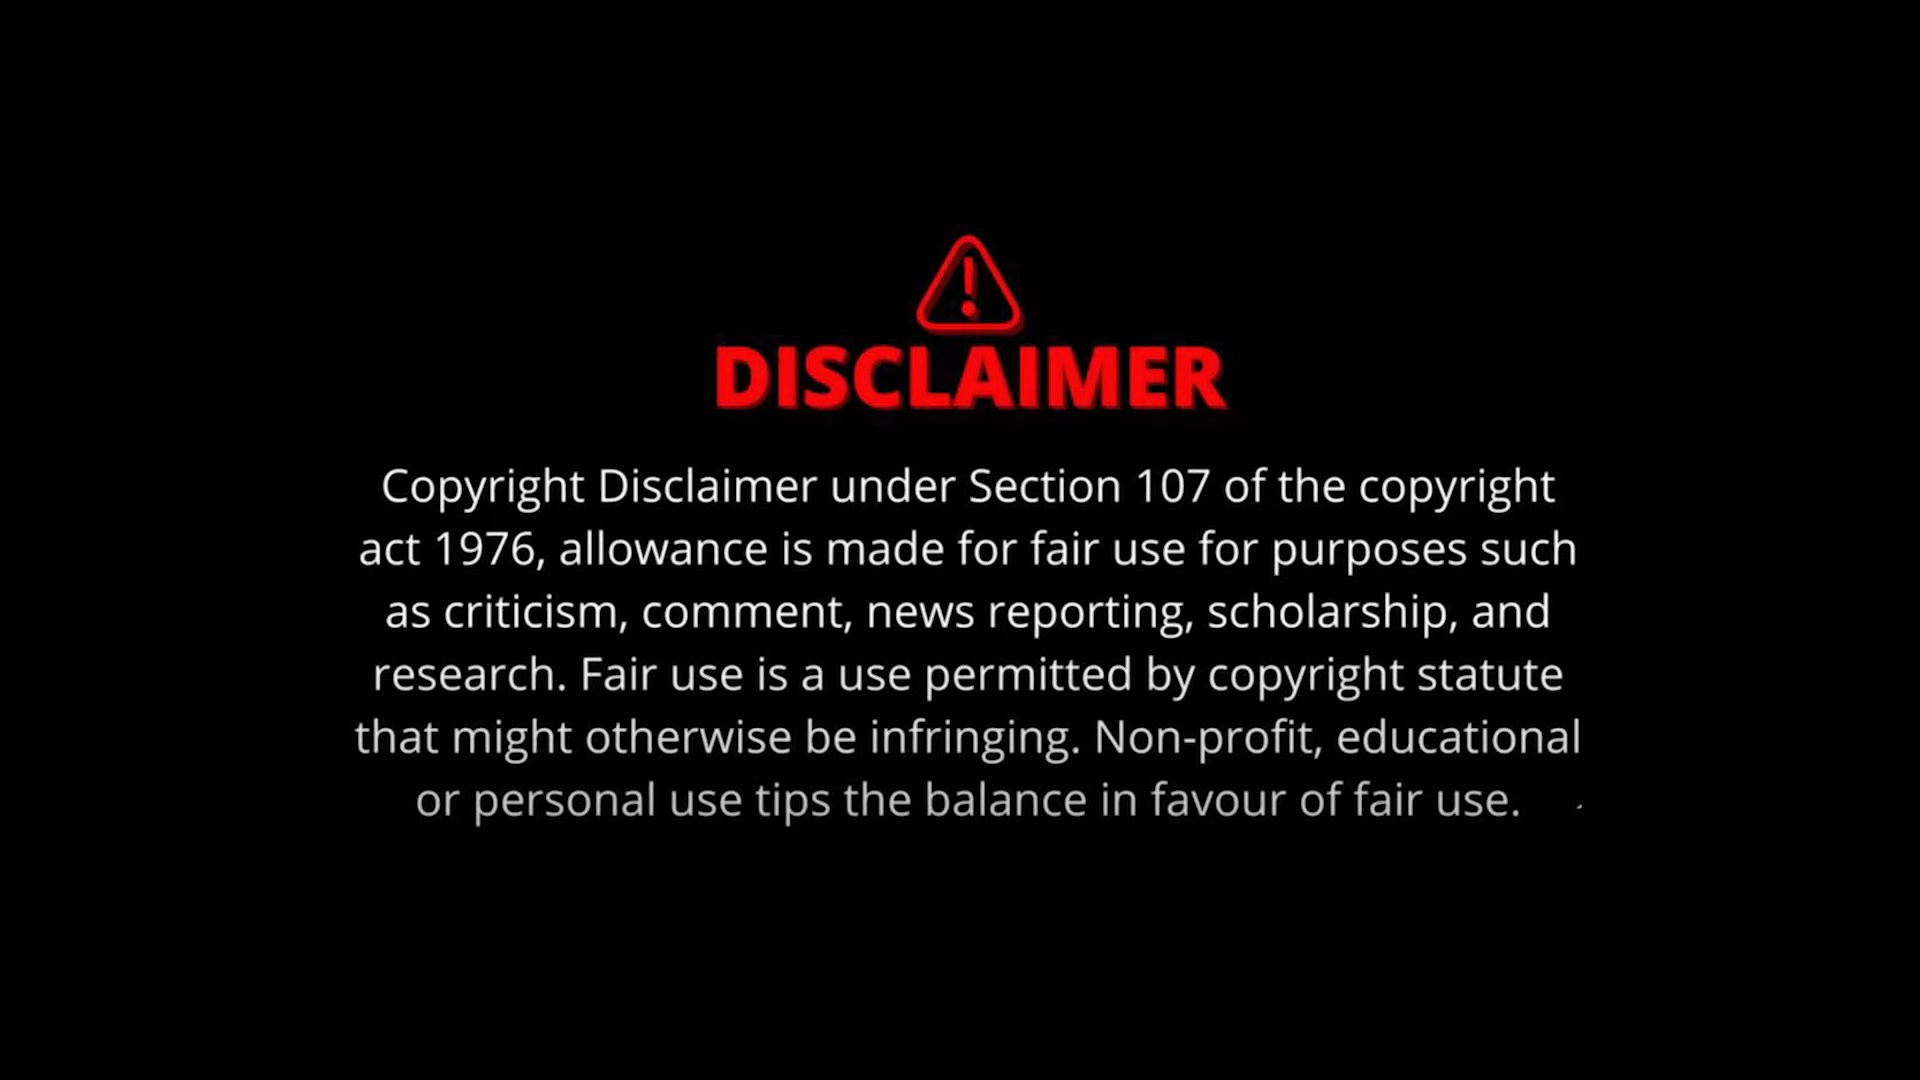 DISCLAIMER
Copyright Disclaimer under Section 107 of the copyright
act 1976, allowance is made for fair use for purposes such
as criticism, comment, news reporting, scholarship, and
research. Fair use is a use permitted by copyright statute
that might otherwise be infringing. Non-profit, educational
or personal use tips the balance in favour of fair use.